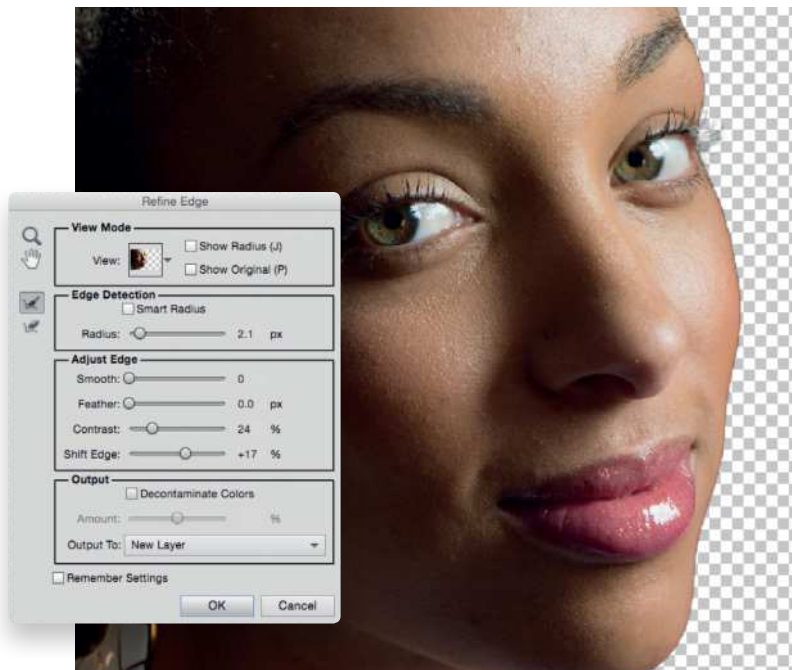 Refine Edge
View Mode
View:
Show Radius (J)
Show Original (P)
Edge Detection
Smart Radius
Radius: 2.1 px
Adjust Edge
Smooth: 0
Feather: 0.0 px
Contrast: 24 %
Shift Edge: +17 %
Output
Decontaminate Colors
Amount: %
Output To: New Layer
Remember Settings
OK Cancel